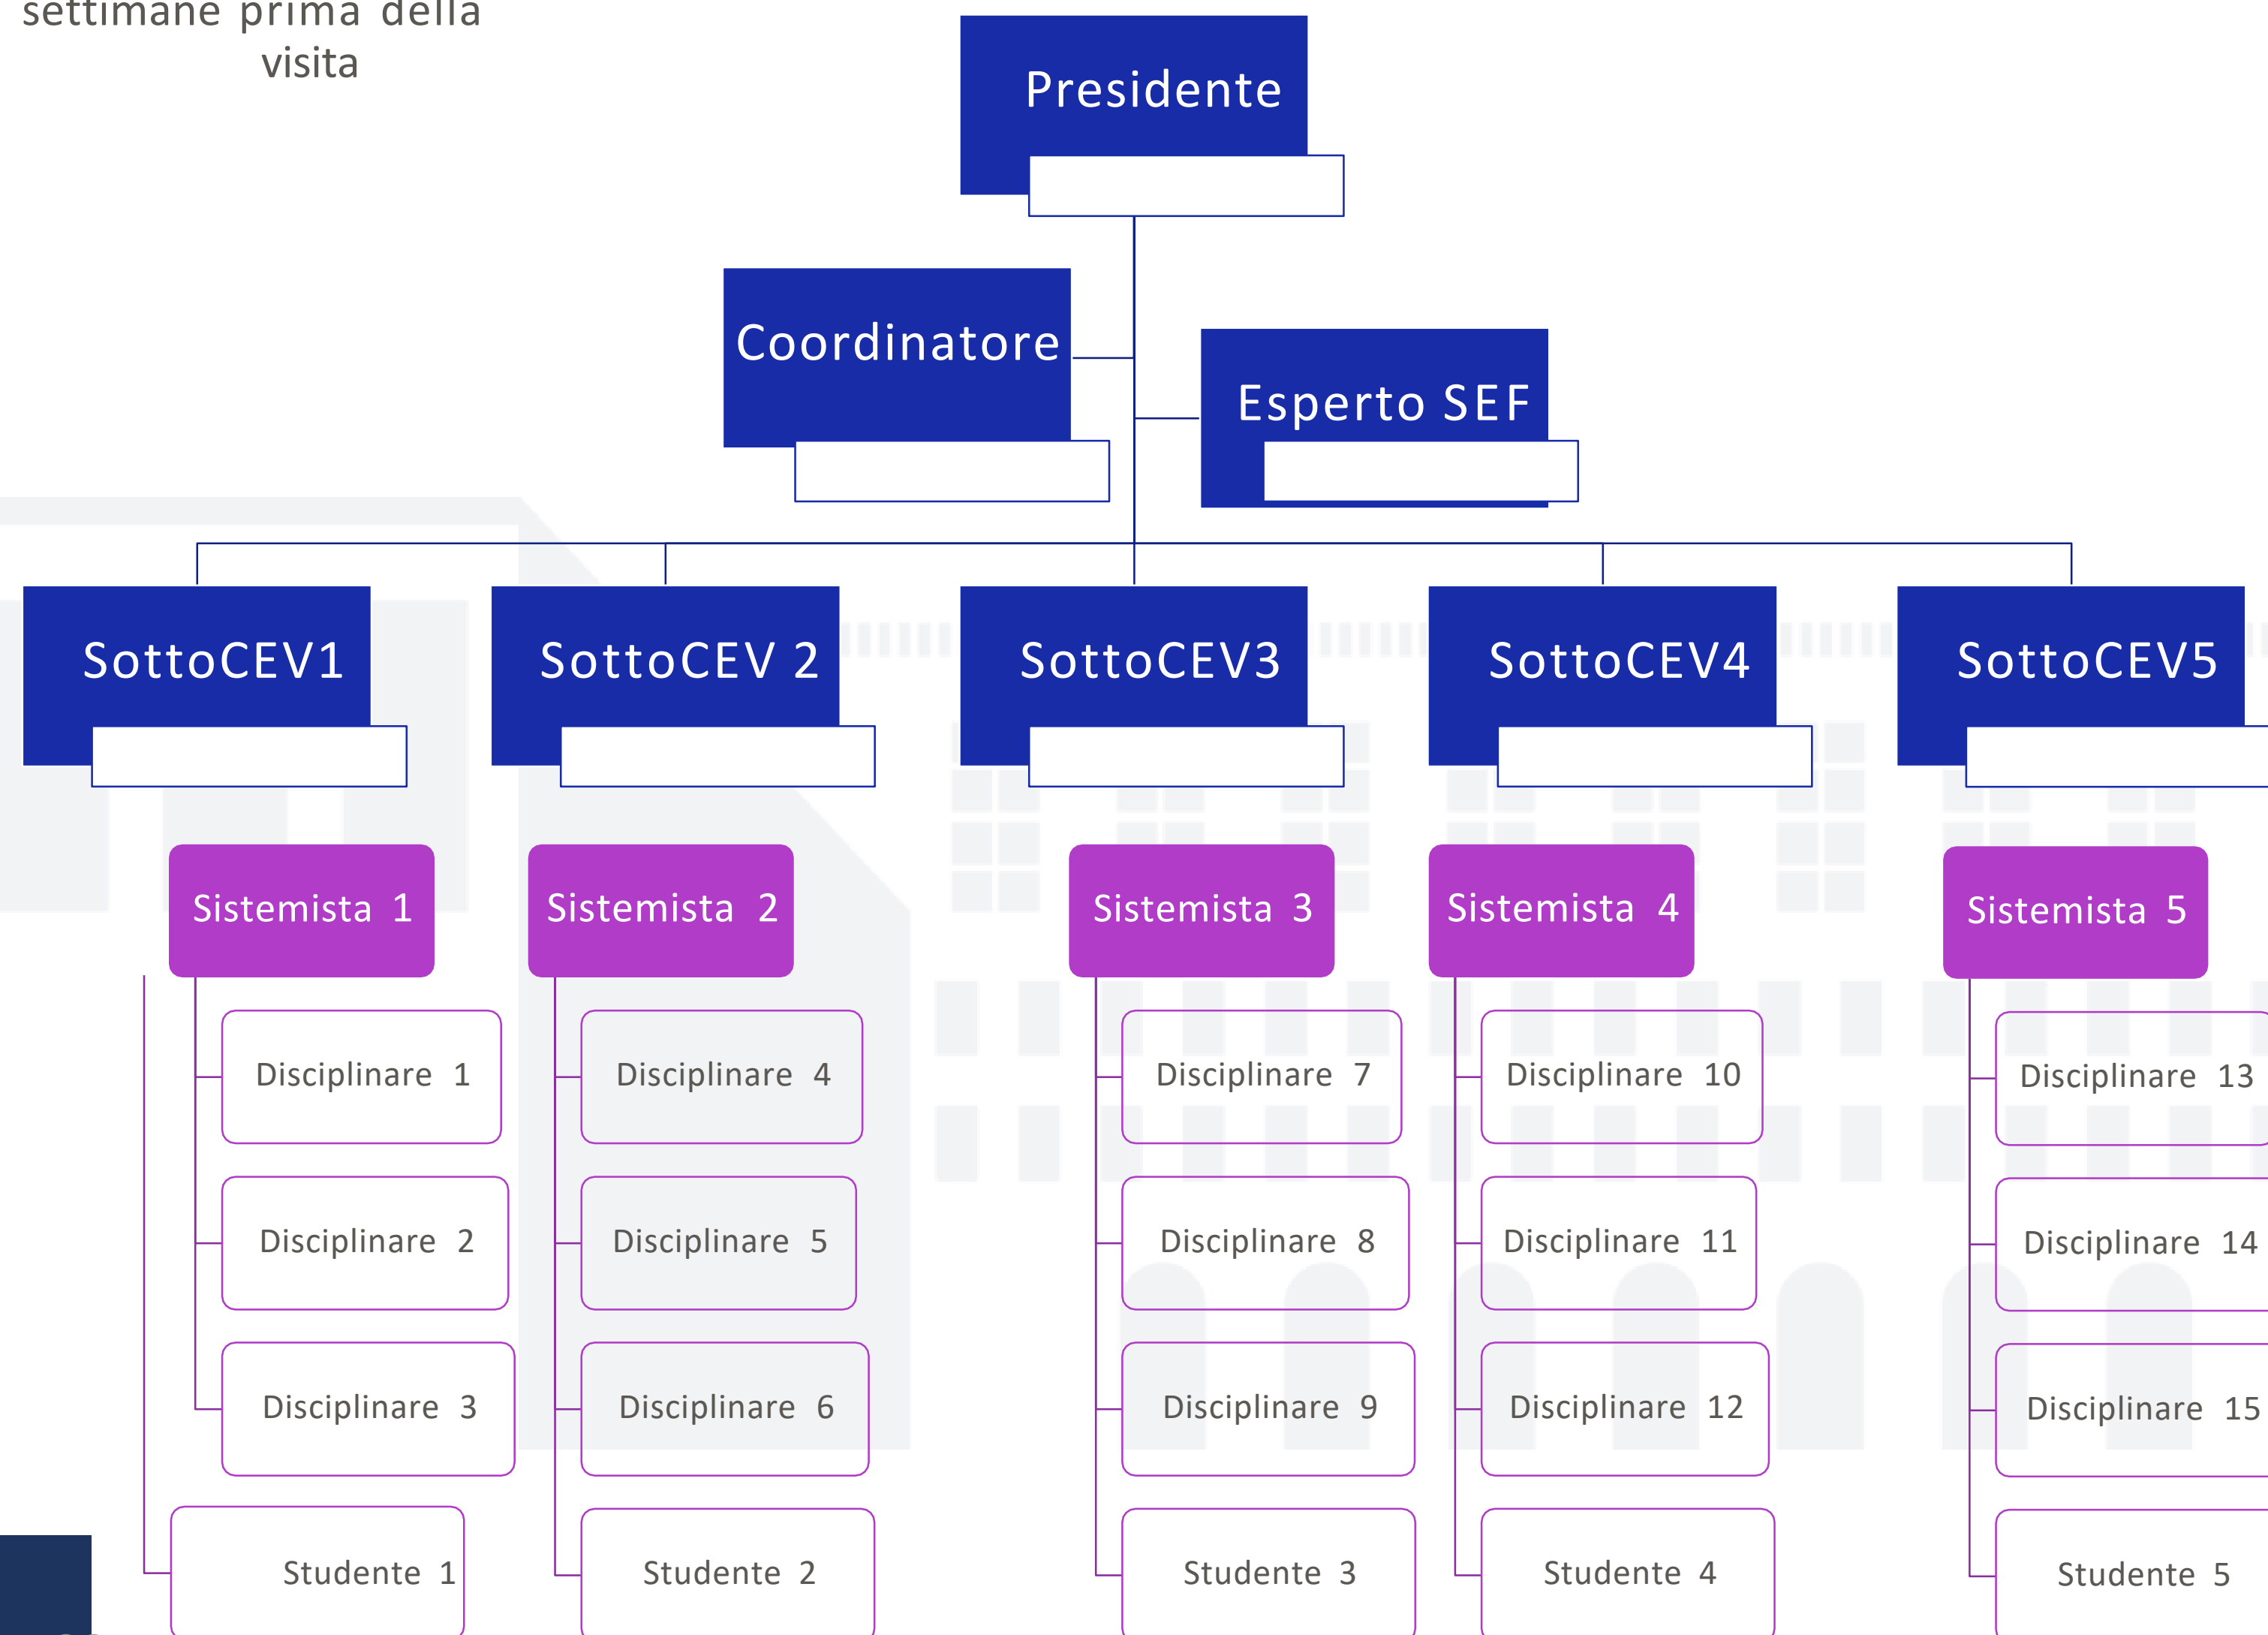 settimane prima della
visita
Presidente
Coordinatore
Esperto SEF
SottoCEV1
SottoCEV 2
SottoCEV3
SottoCEV4
SottoCEV5
Sistemista 1
Sistemista 2
Sistemista 3
Sistemista 4
Sistemista 5
Disciplinare 1
Disciplinare 4
Disciplinare 7
Disciplinare 10
Disciplinare 13
Disciplinare 2
Disciplinare 5
Disciplinare 8
Disciplinare 11
Disciplinare 14
Disciplinare 3
Disciplinare 6
Disciplinare 9
Disciplinare 12
Disciplinare 15
Studente 1
Studente 2
Studente 3
Studente 4
Studente 5